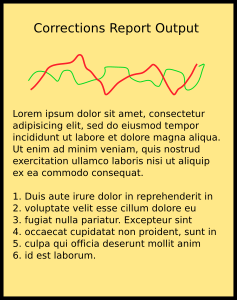 Corrections Report Output
Lorem ipsum dolor sit amet, consectetur
adipisicing elit, sed do eiusmod tempor
incididunt ut labore et dolore magna aliqua.
Ut enim ad minim veniam, quis nostrud
exercitation ullamco laboris nisi ut aliquip
ex ea commodo consequat.
1. Duis aute irure dolor in reprehenderit in
2. voluptate velit esse cillum dolore eu
3. fugiat nulla pariatur. Excepteur sint
4. occaecat cupidatat non proident, sunt in
5. culpa qui officia deserunt mollit anim
6. id est laborum.